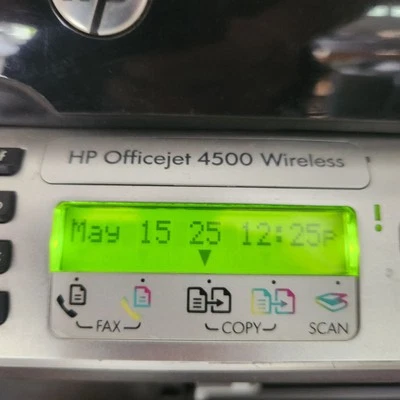 HP Officejet 4500 Wireless
May 15 25 12:25P
!
FAX COPY SCAN